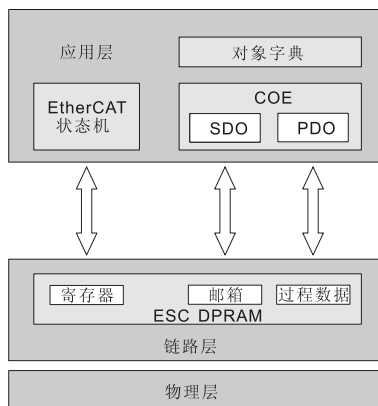 应用层
对象字典
EtherCAT
状态机
COE
SDO
PDO
寄存器
邮箱
过程数据
ESC DPRAM
链路层
物理层